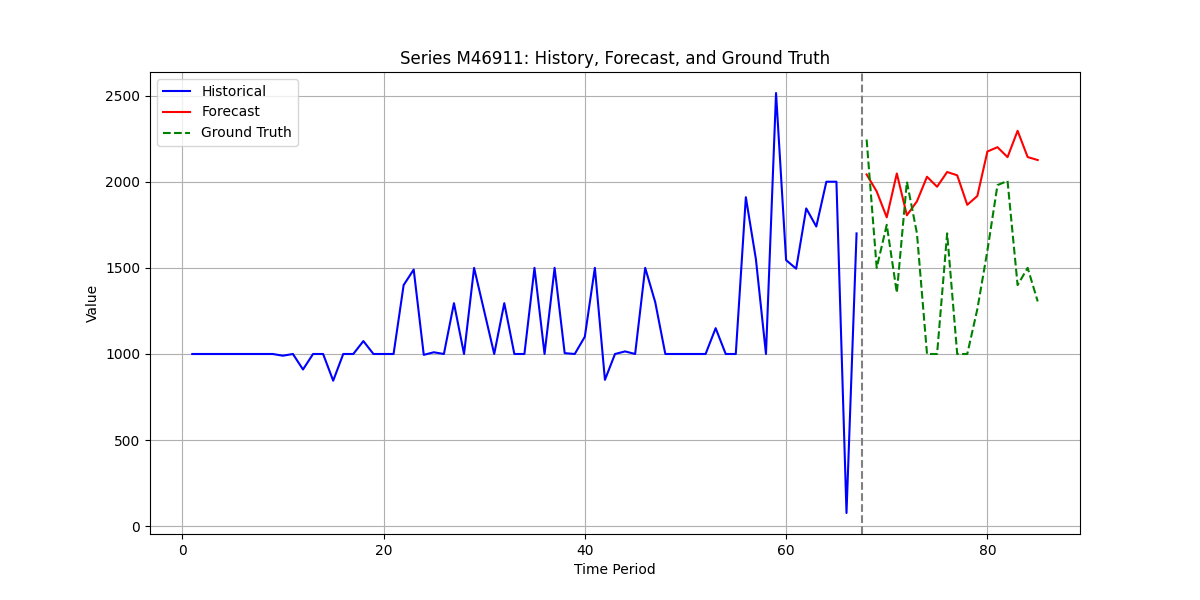 Series M46911: History, Forecast, and Ground Truth
Historical
Forecast
Ground Truth
2500
2000
1500
1000
500
0
Value
0 20 40 60 80
Time Period